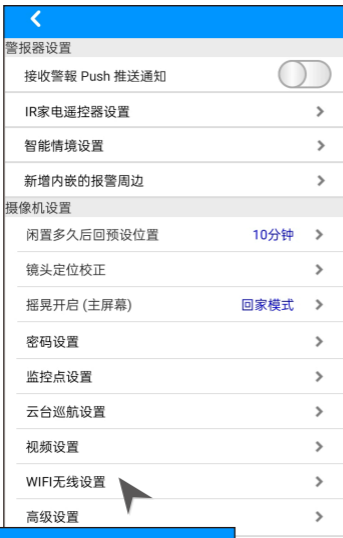 警报器设置
接收警報 Push 推送通知
IR家电遥控器设置
智能情境设置
新增内嵌的报警周边
摄像机设置
闲置多久后回预设位置 10分钟
镜头定位校正
摇晃开启 (主屏幕) 回家模式
密码设置
监控点设置
云台巡航设置
视频设置
WIFI无线设置
高级设置